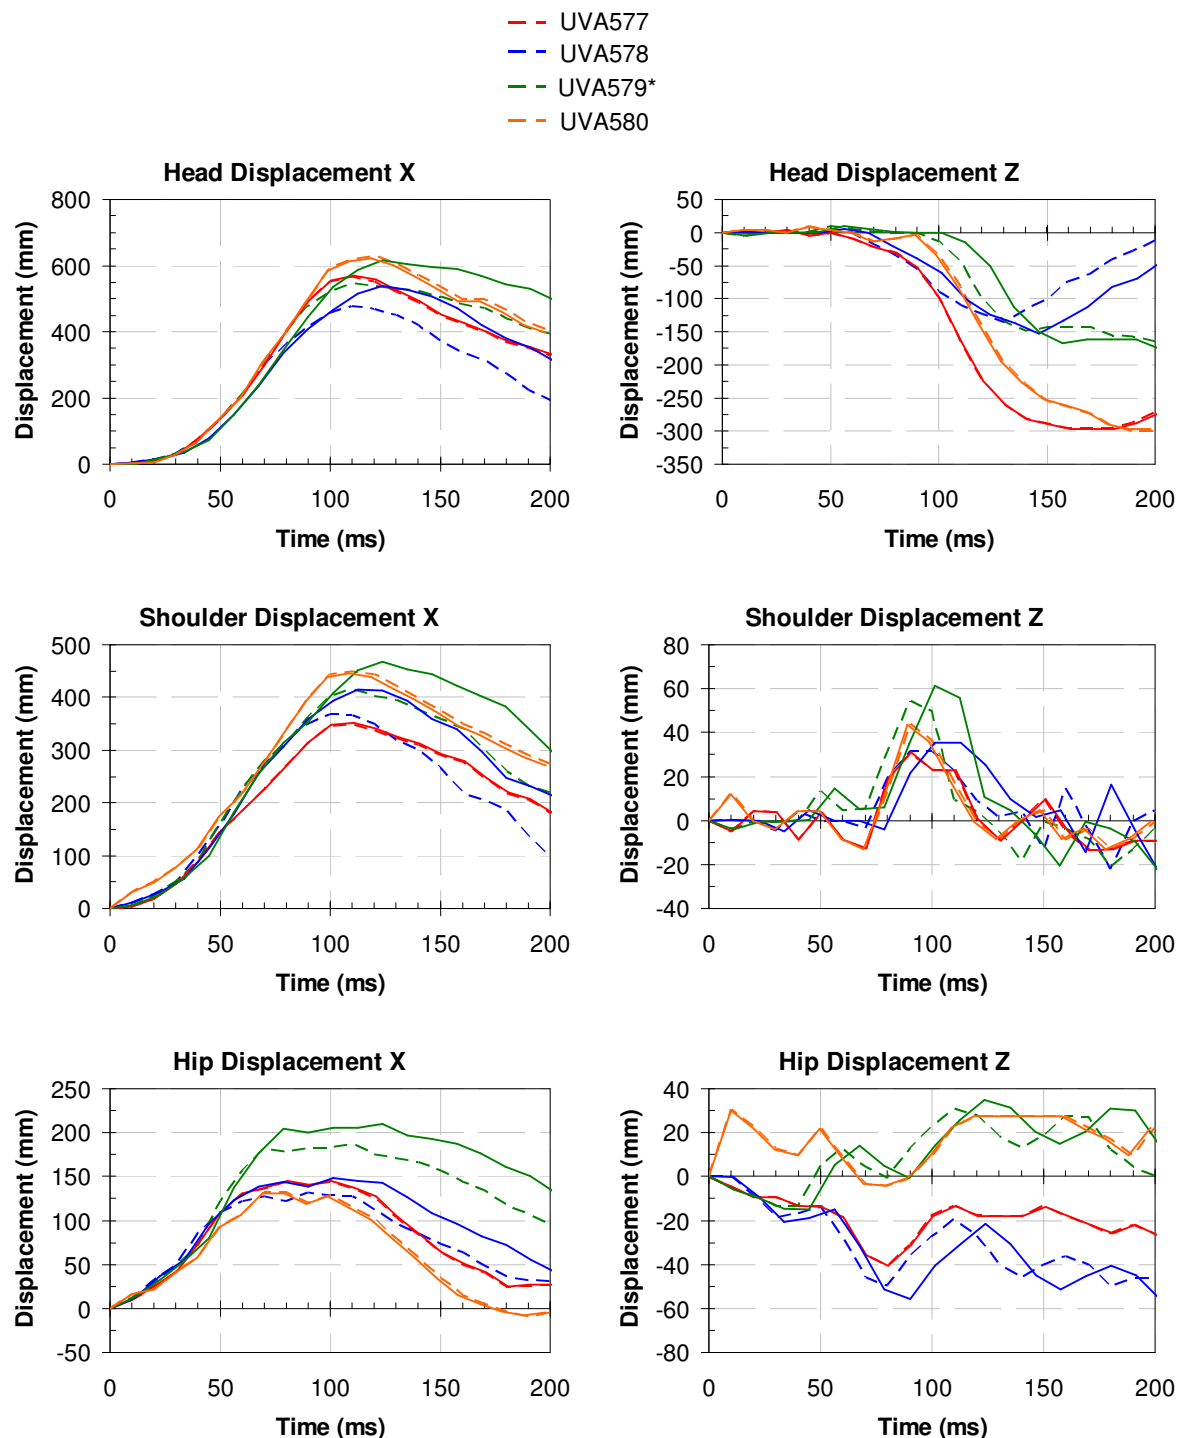 UVA577
UVA578
UVA579*
UVA580
Head Displacement X
Displacement (mm)
800
600
400
200
0
0 50 100 150 200
Time (ms)
Head Displacement Z
Displacement (mm)
50
0
-50
-100
-150
-200
-250
-300
-350
0 50 100 150 200
Time (ms)
Shoulder Displacement X
Displacement (mm)
500
400
300
200
100
0
0 50 100 150 200
Time (ms)
Shoulder Displacement Z
Displacement (mm)
80
60
40
20
0
-20
-40
0 50 100 150 200
Time (ms)
Hip Displacement X
Displacement (mm)
250
200
150
100
50
0
-50
0 50 100 150 200
Time (ms)
Hip Displacement Z
Displacement (mm)
40
20
0
-20
-40
-60
-80
0 50 100 150 200
Time (ms)